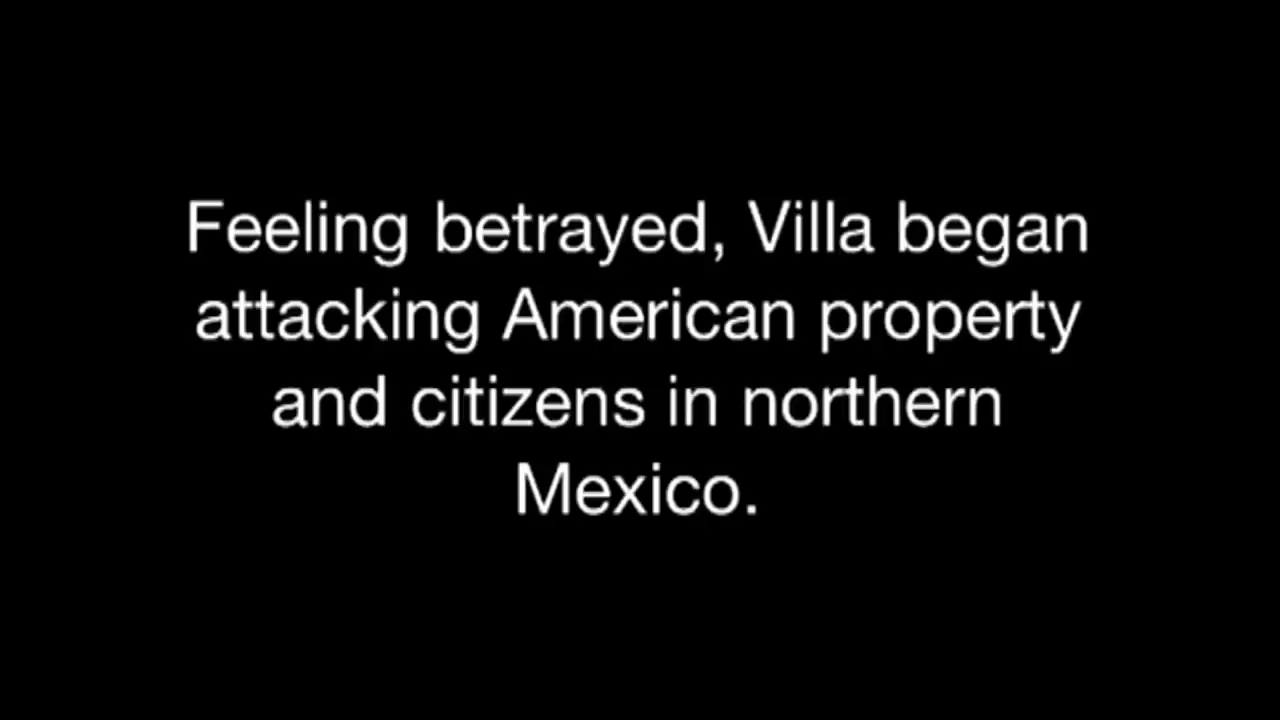 Feeling betrayed, Villa began
attacking American property
and citizens in northern
Mexico.